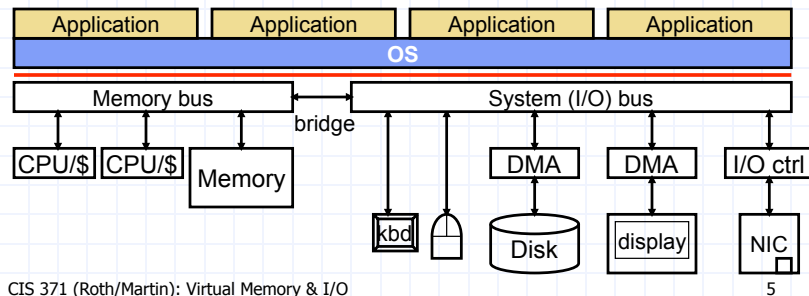 Application Application Application Application
OS
Memory bus System (I/O) bus
bridge
CPU/$ CPU/$ Memory DMA DMA I/O ctrl
kbd Disk display NIC
CIS 371 (Roth/Martin): Virtual Memory & I/O 5